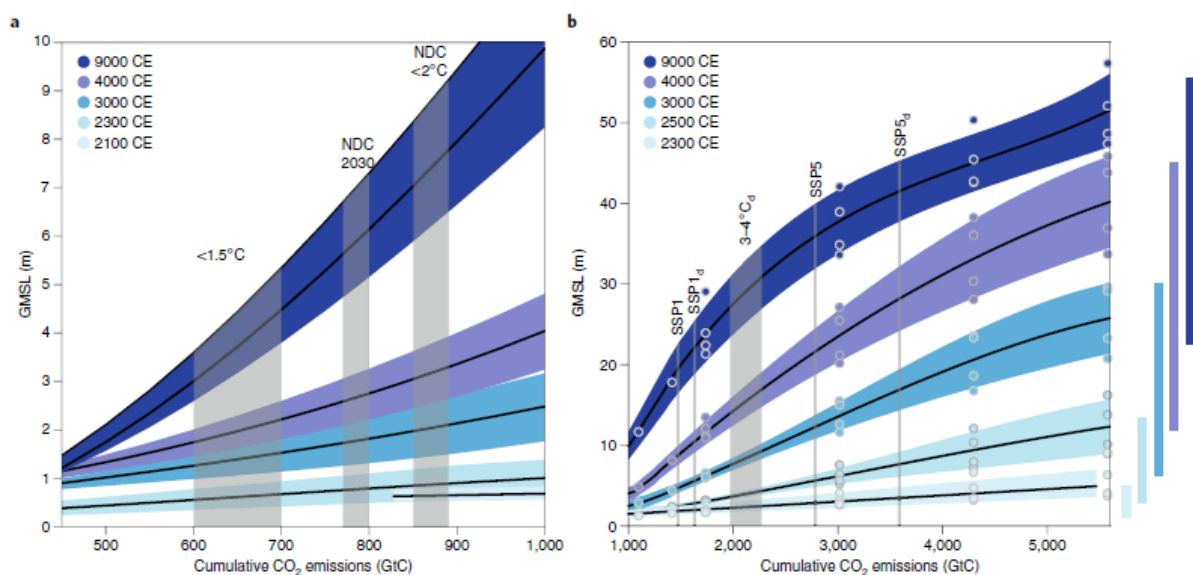 a
10
9
8
7
6
5
4
3
2
1
0
GMSL (m)
9000 CE
4000 CE
3000 CE
2300 CE
2100 CE
<1.5°C
NDC
2030
NDC
<2°C
500
600
700
800
900
1,000
Cumulative CO₂ emissions (GtC)
b
60
50
40
30
20
10
0
GMSL (m)
9000 CE
4000 CE
3000 CE
2500 CE
2300 CE
SSP1
SSP1d
3–4°Cd
SSP5
SSP5d
1,000
2,000
3,000
4,000
5,000
Cumulative CO₂ emissions (GtC)